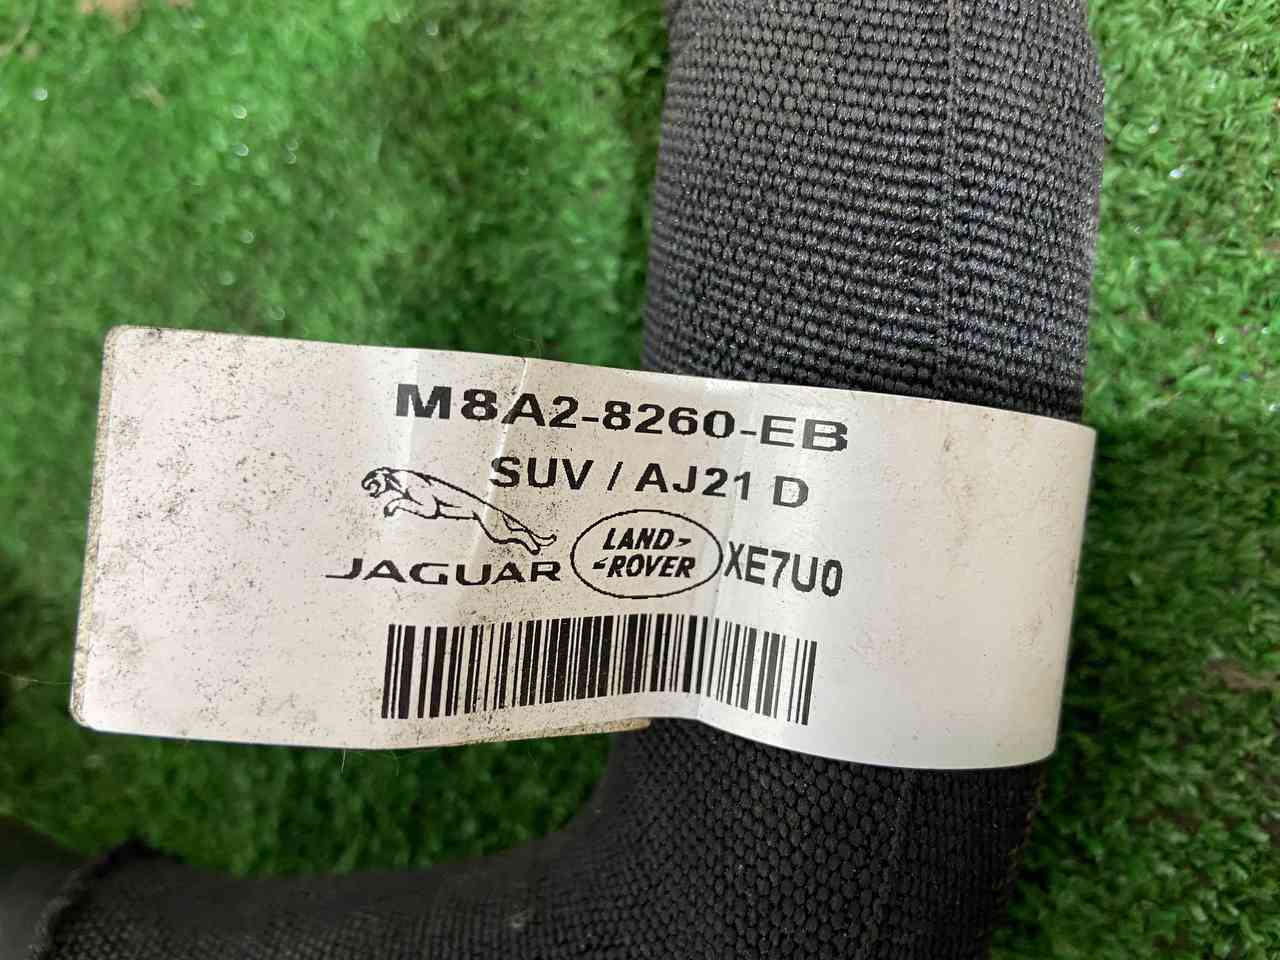 M8A2-8260-EB
SUV / AJ21 D
JAGUAR LAND-
-ROVER XE7U0